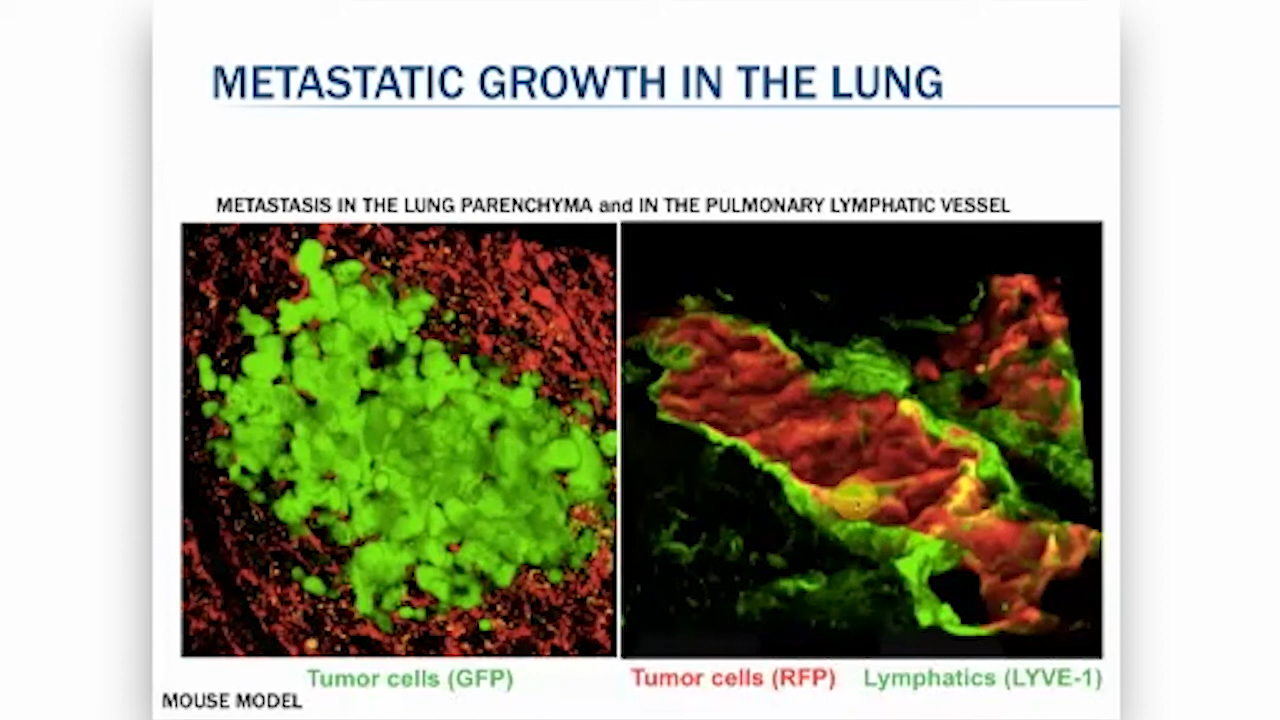 METASTATIC GROWTH IN THE LUNG
METASTASIS IN THE LUNG PARENCHYMA and IN THE PULMONARY LYMPHATIC VESSEL
Tumor cells (GFP)
Tumor cells (RFP) Lymphatics (LYVE-1)
MOUSE MODEL